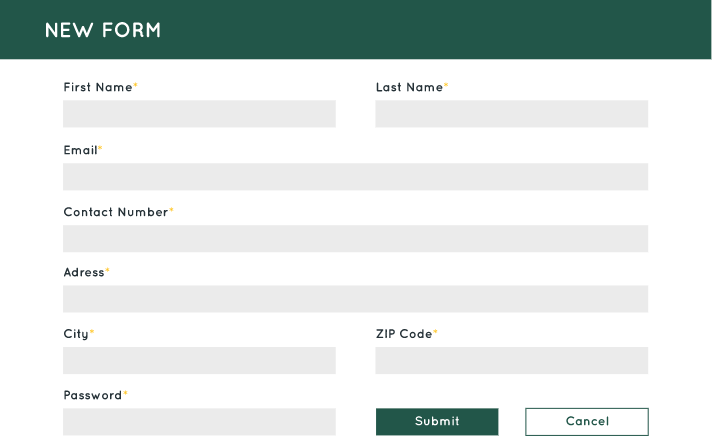 NEW FORM
First Name* Last Name*
Email*
Contact Number*
Adress*
City* ZIP Code*
Password*
Submit Cancel